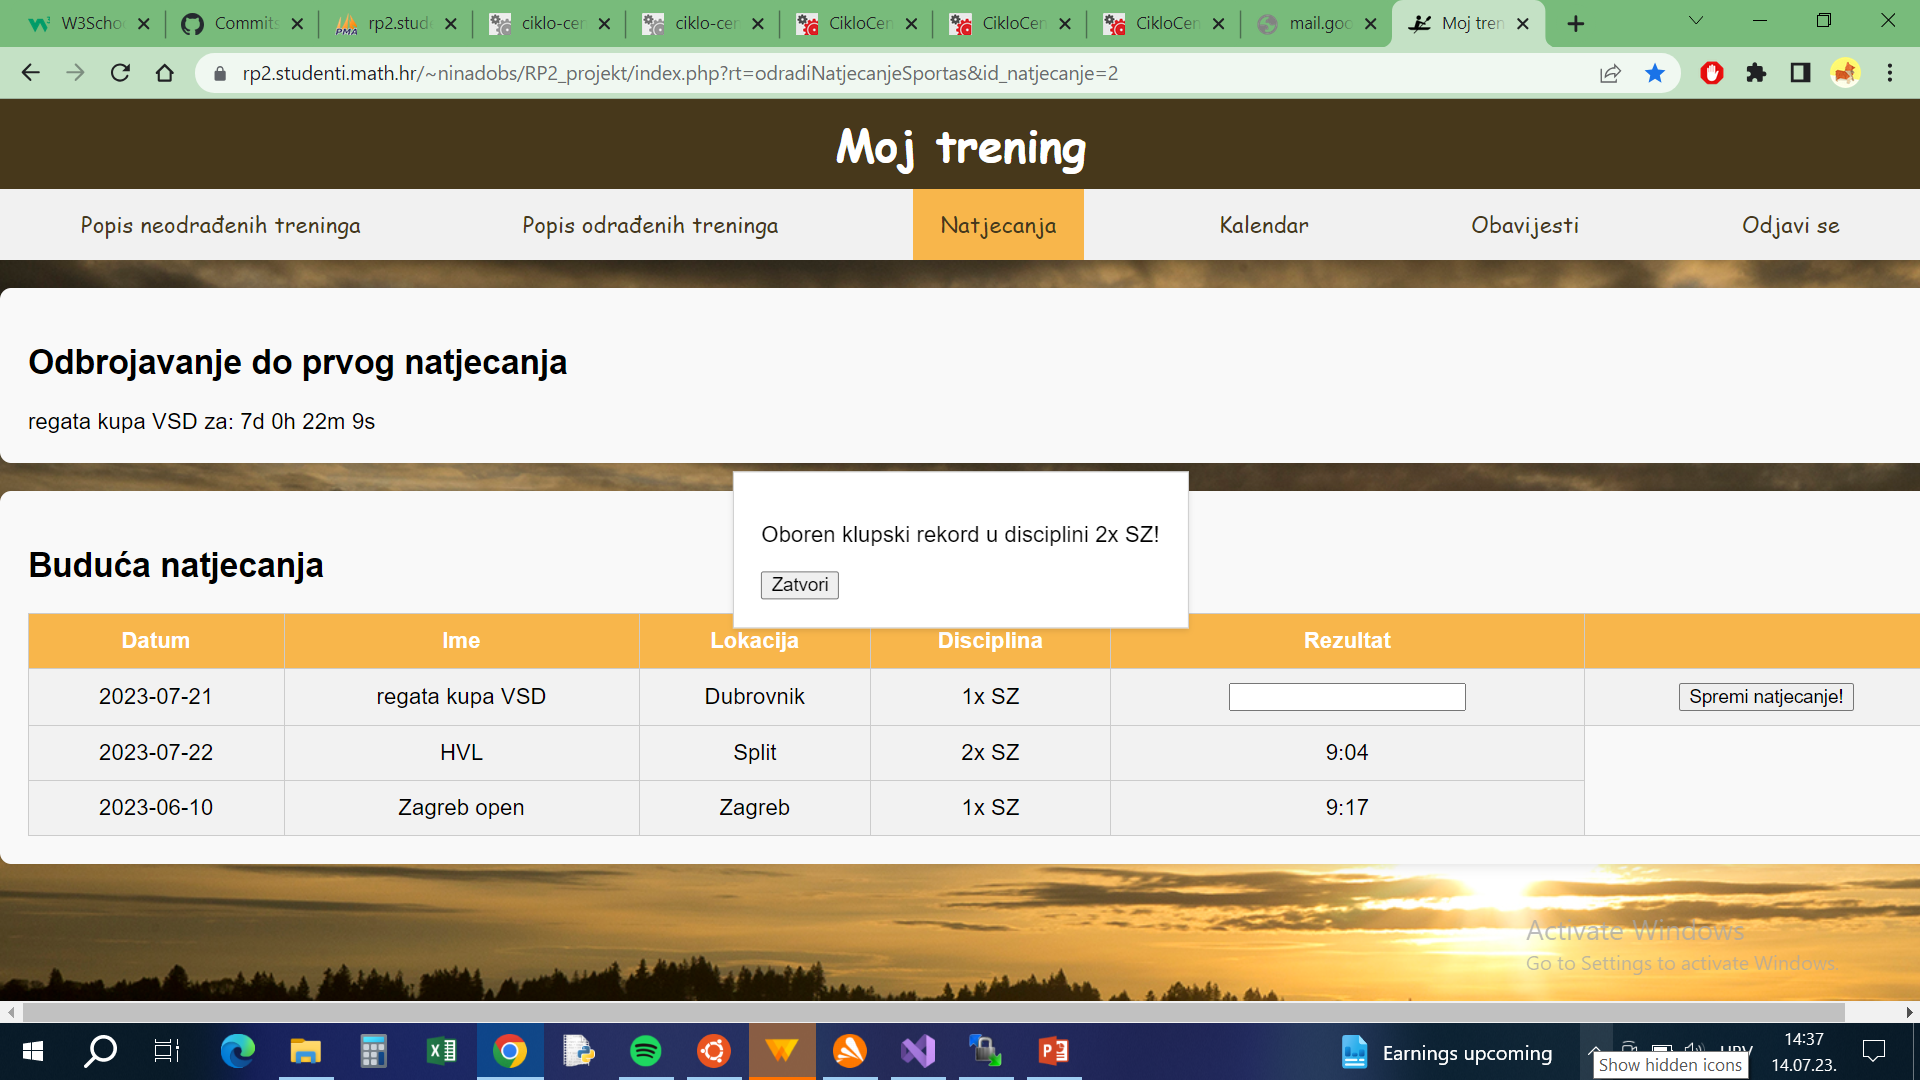 W3Schoo
Commits
rp2.stude
ciklo-cen
ciklo-cen
CikloCen
CikloCen
CikloCen
mail.goo
Moj tren
rp2.studenti.math.hr/~ninadobs/RP2_projekt/index.php?rt=odradiNatjecanjeSportas&id_natjecanje=2
Moj trening
Popis neodrađenih treninga
Popis odrađenih treninga
Natjecanja
Kalendar
Obavijesti
Odjavi se
Odbrojavanje do prvog natjecanja
regata kupa VSD za: 7d 0h 22m 9s
Oboren klupski rekord u disciplini 2x SZ!
Zatvori
Buduća natjecanja
Datum Ime Lokacija Disciplina Rezultat
2023-07-21 regata kupa VSD Dubrovnik 1x SZ Spremi natjecanje!
2023-07-22 HVL Split 2x SZ 9:04
2023-06-10 Zagreb open Zagreb 1x SZ 9:17
Activate Windows
Go to Settings to activate Windows.
Earnings upcoming
Show hidden icons
14:37
14.07.23.